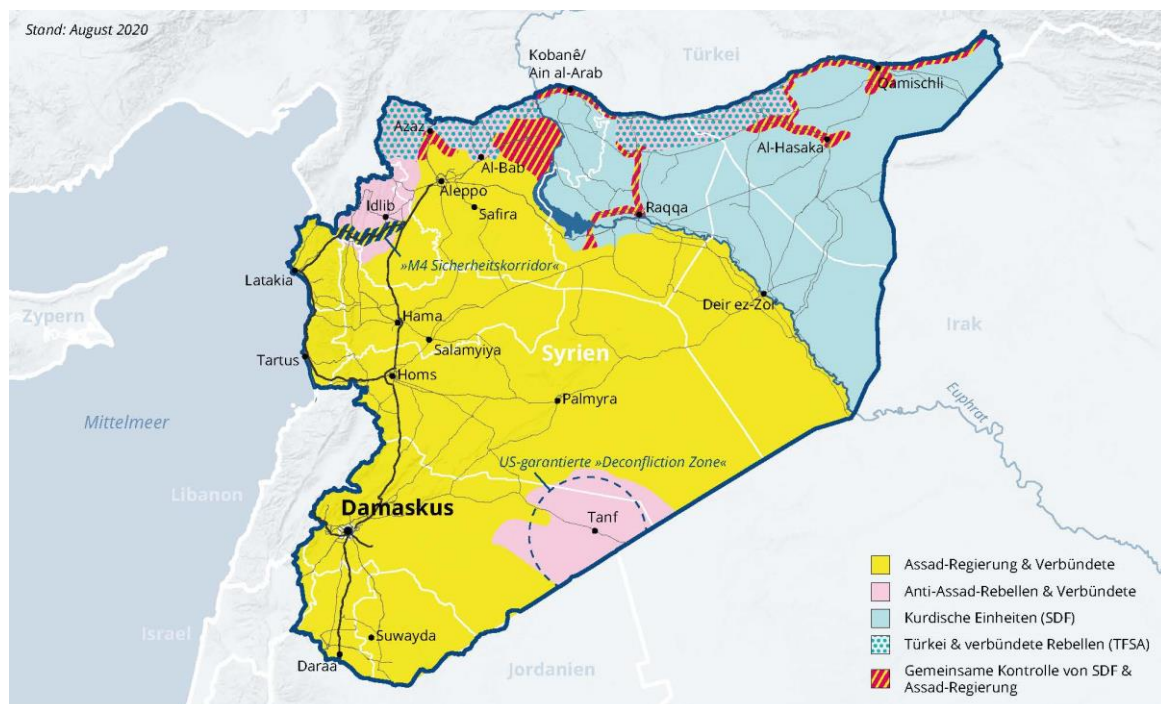 Stand: August 2020
Kobanê/
Ain al-Arab
Türkei
Qamischli
Azaz
Al-Hasaka
Al-Bab
Aleppo
Idlib
Safira
Raqqa
»M4 Sicherheitskorridor«
Latakia
Deir ez-Zor
Zypern
Hama
Irak
Salamyiya
Syrien
Tartus
Homs
Euphrat
Palmyra
Mittelmeer
US-garantierte »Deconfliction Zone«
Libanon
Damaskus
Tanf
Assad-Regierung & Verbündete
Anti-Assad-Rebellen & Verbündete
Kurdische Einheiten (SDF)
Israel
Suwayda
Türkei & verbündete Rebellen (TFSA)
Daraa
Jordanien
Gemeinsame Kontrolle von SDF &
Assad-Regierung